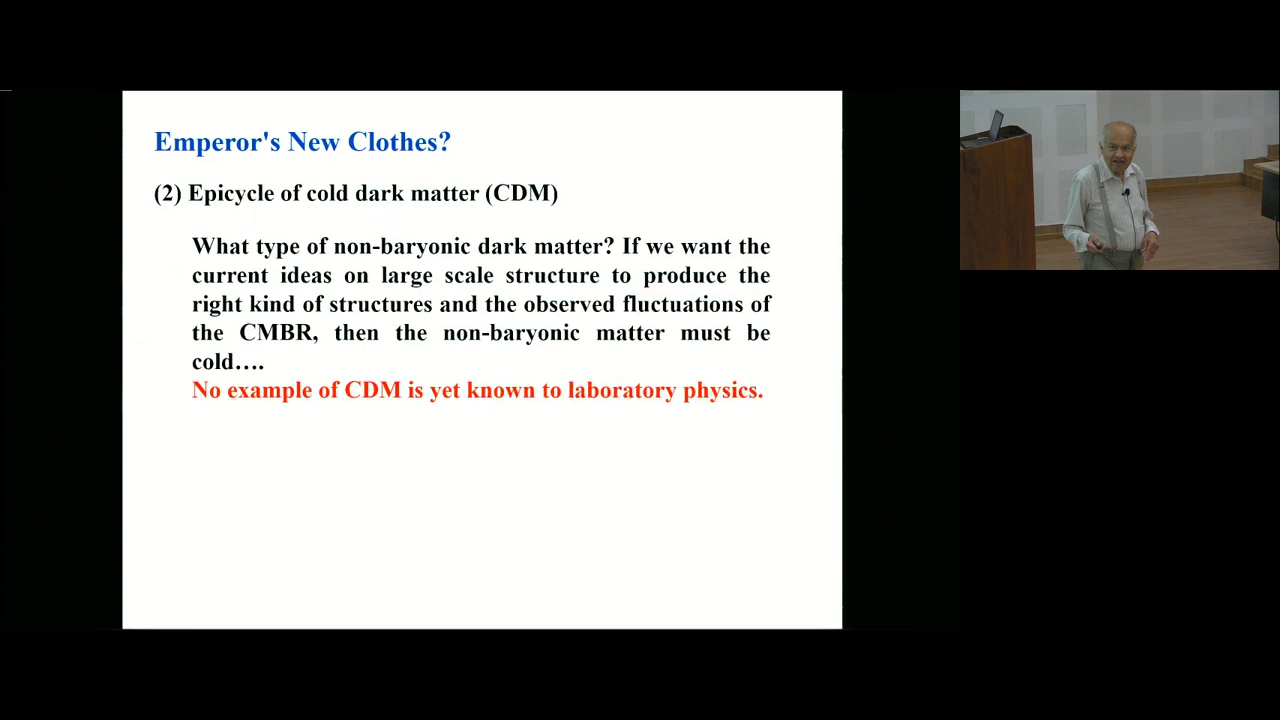 Emperor's New Clothes?
(2) Epicycle of cold dark matter (CDM)
What type of non-baryonic dark matter? If we want the
current ideas on large scale structure to produce the
right kind of structures and the observed fluctuations of
the CMBR, then the non-baryonic matter must be
cold….
No example of CDM is yet known to laboratory physics.